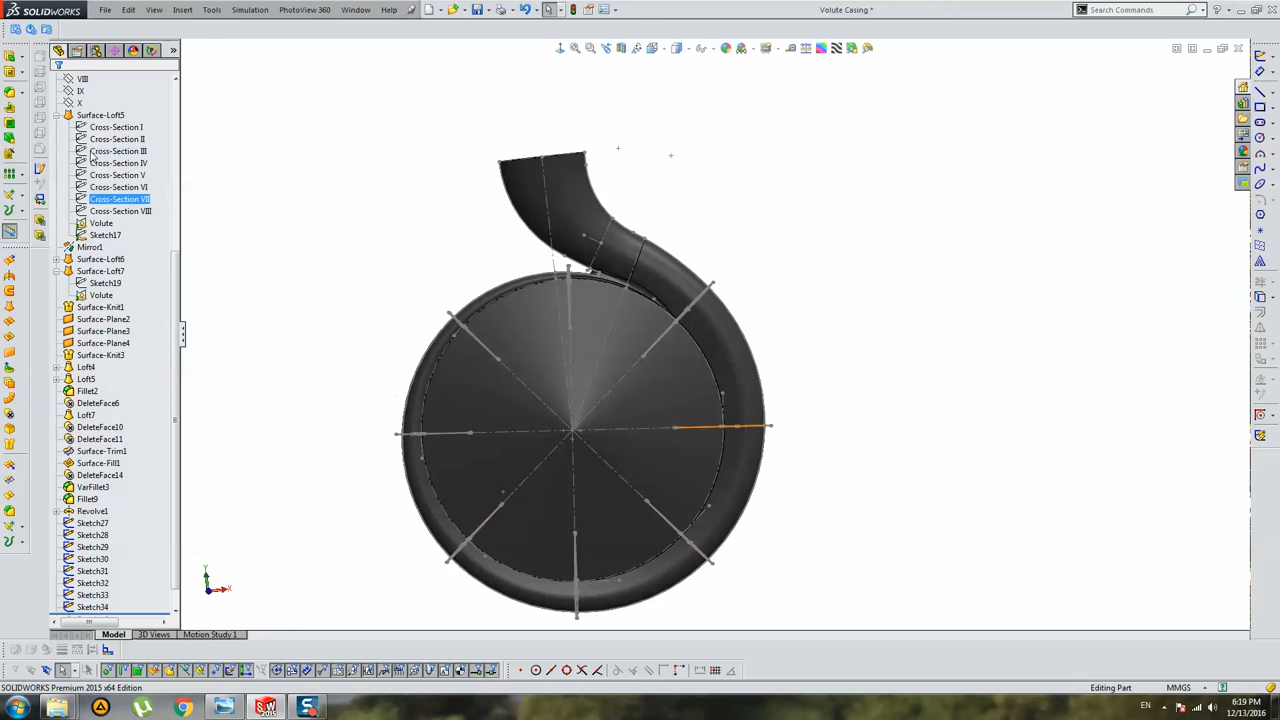 SOLIDWORKS
File Edit View Insert Tools Simulation PhotoView 360 Window Help
Volute Casing *
Search Commands
VIII
IX
X
Surface-Loft5
Cross-Section I
Cross-Section II
Cross-Section III
Cross-Section IV
Cross-Section V
Cross-Section VI
Cross-Section VII
Cross-Section VIII
Volute
Sketch17
Mirror1
Surface-Loft6
Surface-Loft7
Sketch19
Volute
Surface-Knit1
Surface-Plane2
Surface-Plane3
Surface-Plane4
Surface-Knit3
Loft4
Loft5
Fillet2
DeleteFace6
Loft7
DeleteFace10
DeleteFace11
Surface-Trim1
Surface-Fill1
DeleteFace14
VarFillet3
Fillet9
Revolve1
Sketch27
Sketch28
Sketch29
Sketch30
Sketch31
Sketch32
Sketch33
Sketch34
Y
X
Model 3D Views Motion Study 1
SOLIDWORKS Premium 2015 x64 Edition
Editing Part MMGS
EN 6:19 PM
12/13/2016